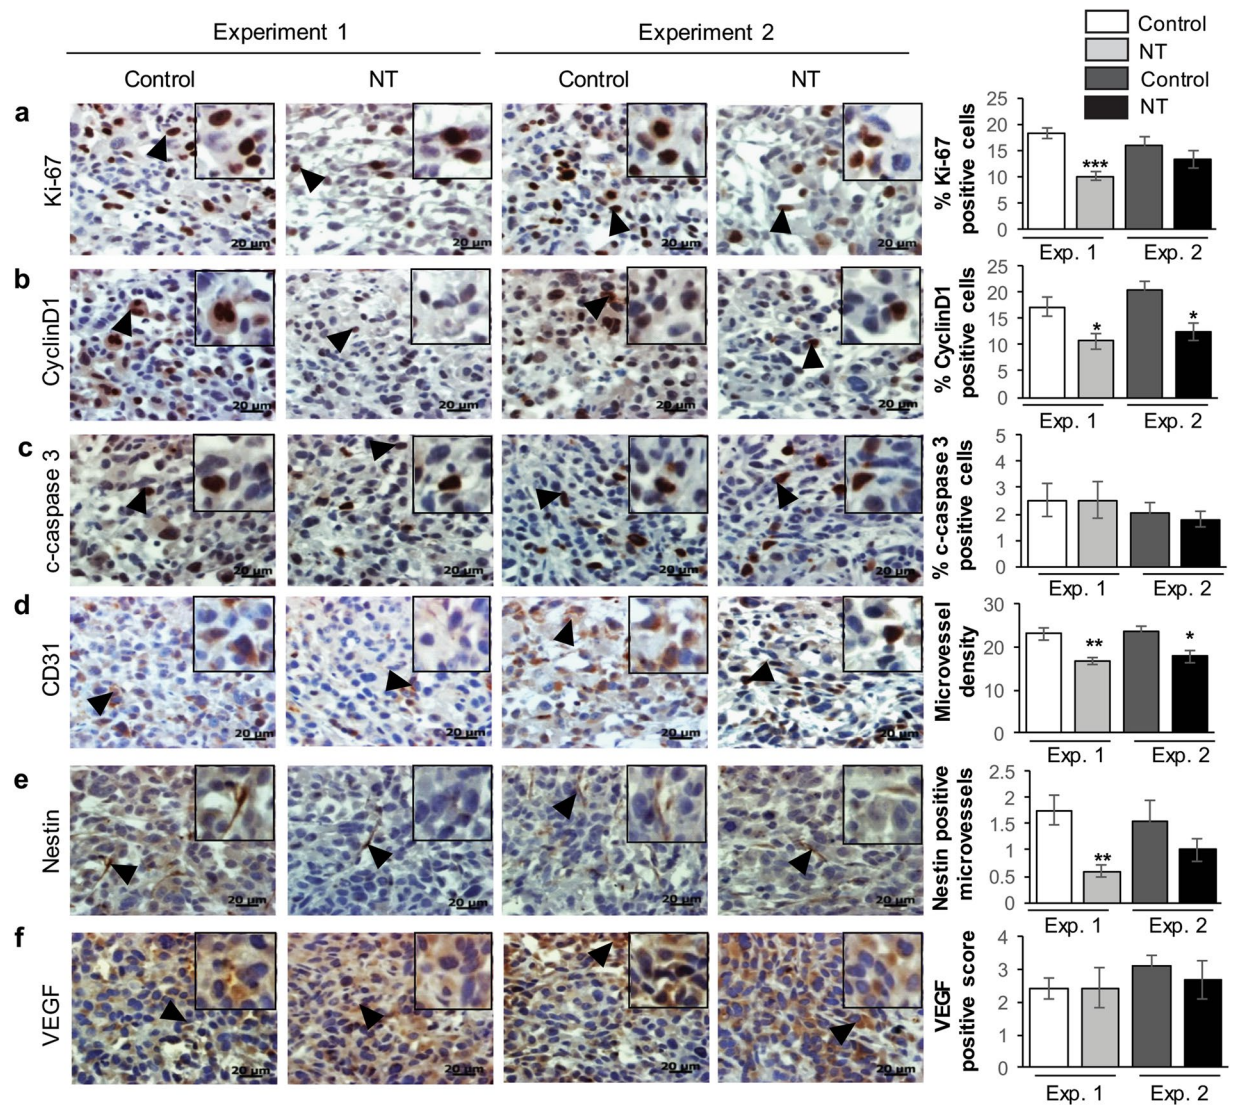 Experiment 1
Experiment 2
Control
NT
Control
NT
Control
NT
Control
NT
a
Ki-67
20 µm
20 µm
20 µm
20 µm
% Ki-67
positive cells
25
20
15
10
5
0
***
Exp. 1
Exp. 2
b
CyclinD1
20 µm
20 µm
20 µm
20 µm
% CyclinD1
positive cells
25
20
15
10
5
0
*
*
Exp. 1
Exp. 2
c
c-caspase 3
20 µm
20 µm
20 µm
20 µm
% c-caspase 3
positive cells
5
4
3
2
1
0
Exp. 1
Exp. 2
d
CD31
20 µm
20 µm
20 µm
20 µm
Microvessel
density
30
20
10
0
**
*
Exp. 1
Exp. 2
e
Nestin
20 µm
20 µm
20 µm
20 µm
Nestin positive
microvessels
2.5
2
1.5
1
0.5
0
**
Exp. 1
Exp. 2
f
VEGF
20 µm
20 µm
20 µm
20 µm
VEGF
positive score
4
3
2
1
0
Exp. 1
Exp. 2